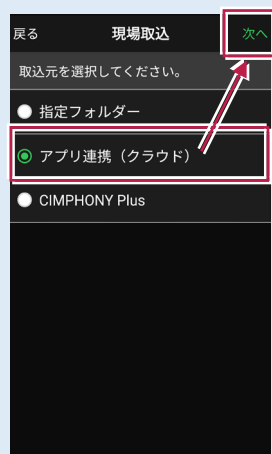 戻る 現場取込 次へ
取込元を選択してください。
指定フォルダー
アプリ連携（クラウド）
CIMPHONY Plus